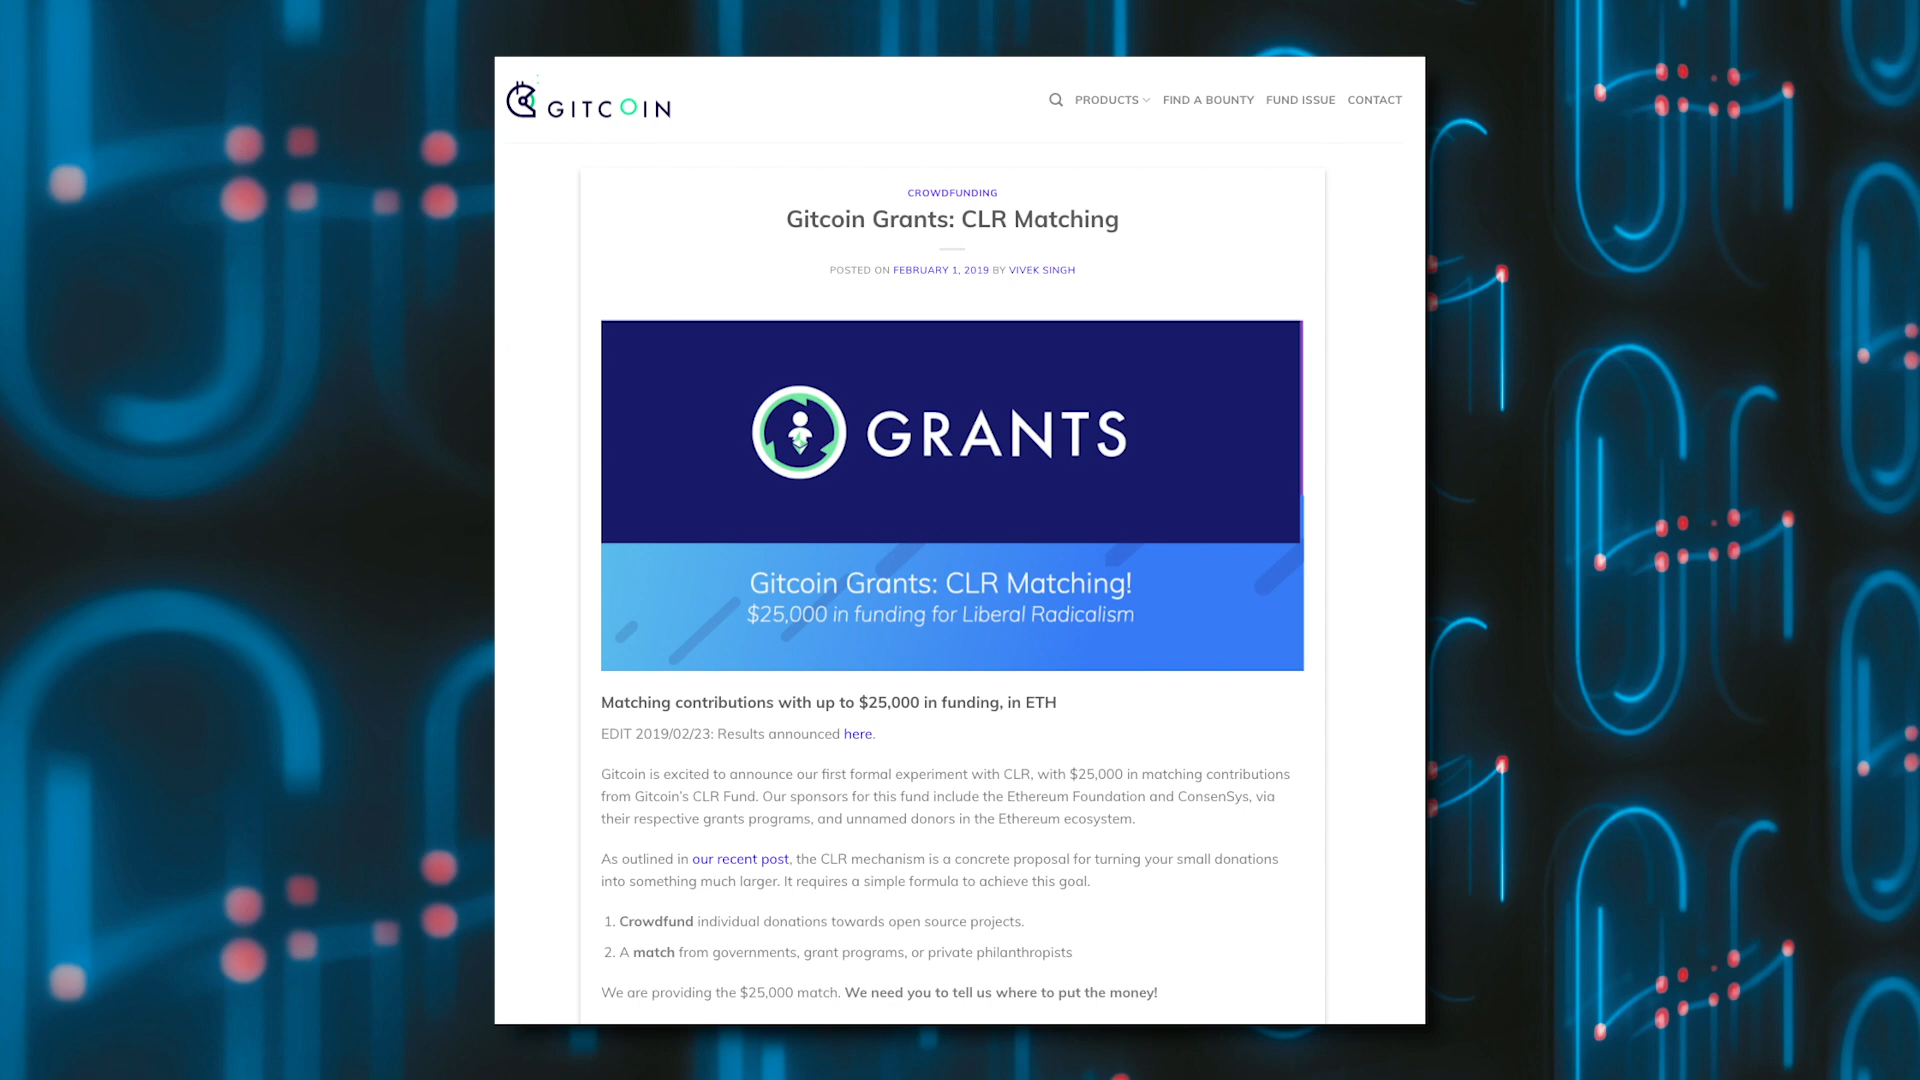 GITCOIN
PRODUCTS
FIND A BOUNTY
FUND ISSUE
CONTACT
CROWDFUNDING
Gitcoin Grants: CLR Matching
POSTED ON FEBRUARY 1, 2019 BY VIVEK SINGH
GRANTS
Gitcoin Grants: CLR Matching!
$25,000 in funding for Liberal Radicalism
Matching contributions with up to $25,000 in funding, in ETH
EDIT 2019/02/23: Results announced here.
Gitcoin is excited to announce our first formal experiment with CLR, with $25,000 in matching contributions
from Gitcoin’s CLR Fund. Our sponsors for this fund include the Ethereum Foundation and ConsenSys, via
their respective grants programs, and unnamed donors in the Ethereum ecosystem.
As outlined in our recent post, the CLR mechanism is a concrete proposal for turning your small donations
into something much larger. It requires a simple formula to achieve this goal.
1. Crowdfund individual donations towards open source projects.
2. A match from governments, grant programs, or private philanthropists
We are providing the $25,000 match. We need you to tell us where to put the money!